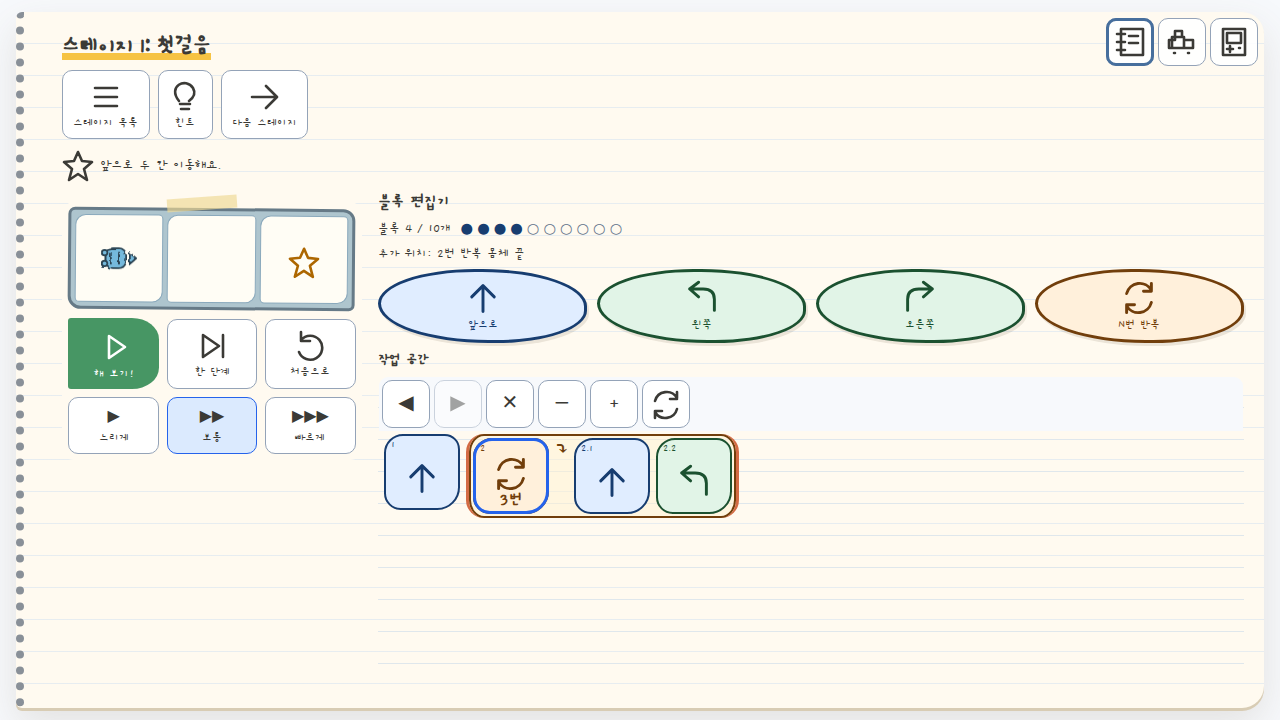 스테이지 1: 첫걸음
스테이지 목록
힌트
다음 스테이지
앞으로 두 칸 이동해요.
해 보기!
한 단계
처음으로
느리게
보통
빠르게
블록 편집기
블록 4 / 10개
추가 위치: 2번 반복 몸체 끝
앞으로
왼쪽
오른쪽
N번 반복
작업 공간
1
2
3번
2.1
2.2